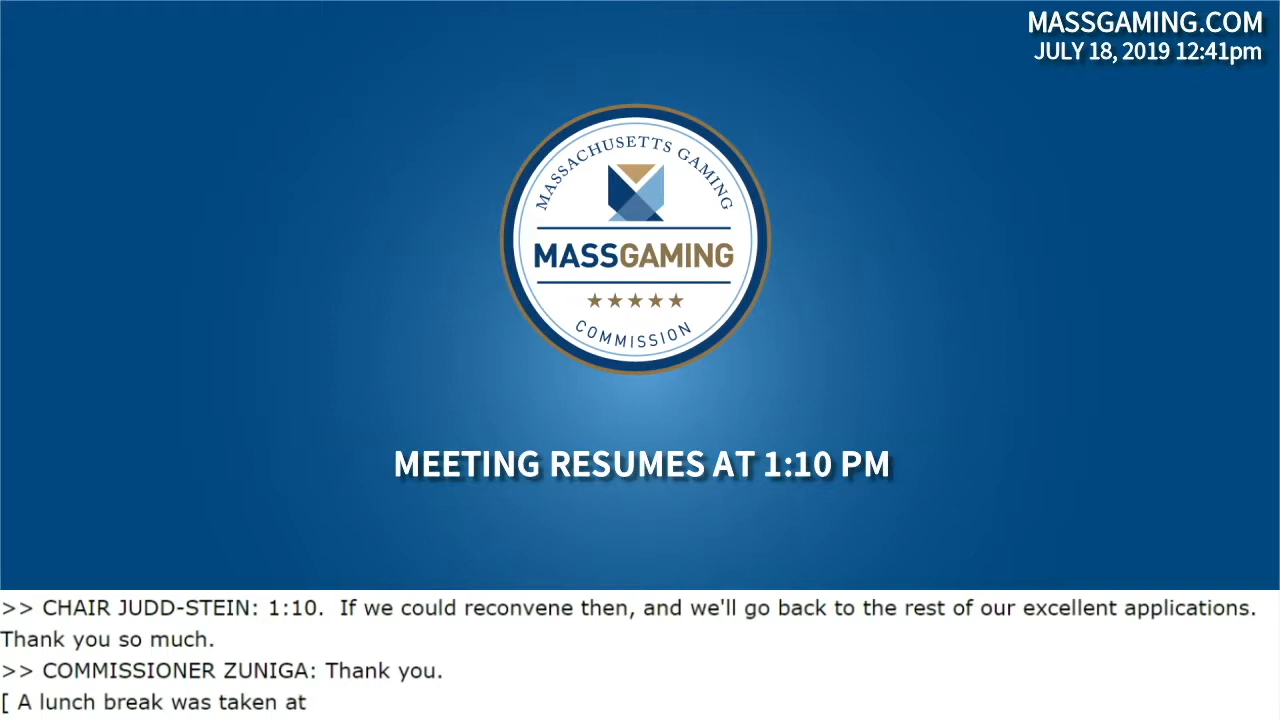 MASSGAMING.COM
JULY 18, 2019 12:41pm
MASSACHUSETTS GAMING
MASSGAMING
COMMISSION
MEETING RESUMES AT 1:10 PM
>> CHAIR JUDD-STEIN: 1:10.  If we could reconvene then, and we'll go back to the rest of our excellent applications.
Thank you so much.
>> COMMISSIONER ZUNIGA: Thank you.
[ A lunch break was taken at